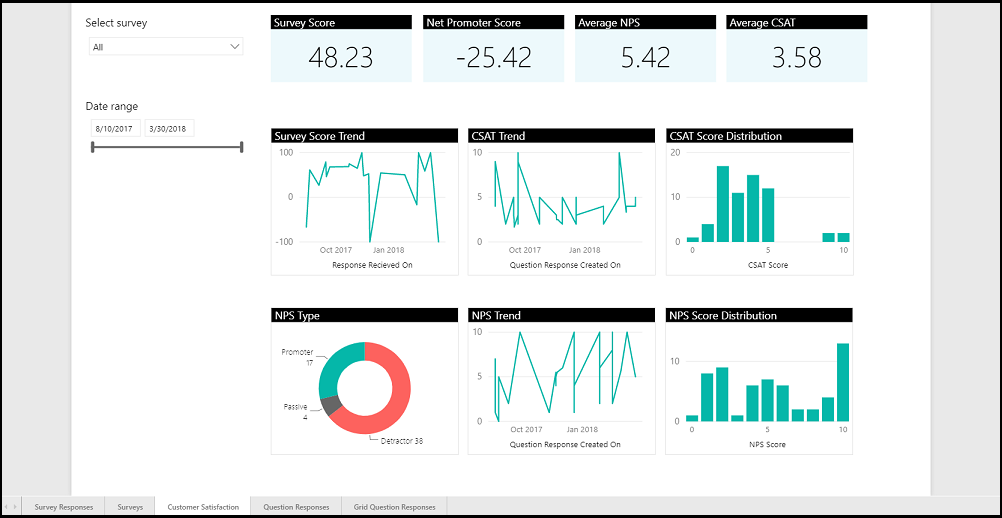 Select survey
All
Date range
8/10/2017 3/30/2018
Survey Score
48.23
Net Promoter Score
-25.42
Average NPS
5.42
Average CSAT
3.58
Survey Score Trend
100
0
-100
Oct 2017 Jan 2018
Response Recieved On
CSAT Trend
10
5
0
Oct 2017 Jan 2018
Question Response Created On
CSAT Score Distribution
20
10
0
0 5 10
CSAT Score
NPS Type
Promoter
17
Passive
4
Detractor 38
NPS Trend
10
5
0
Oct 2017 Jan 2018
Question Response Created On
NPS Score Distribution
10
0
0 5 10
NPS Score
Survey Responses Surveys Customer Satisfaction Question Responses Grid Question Responses